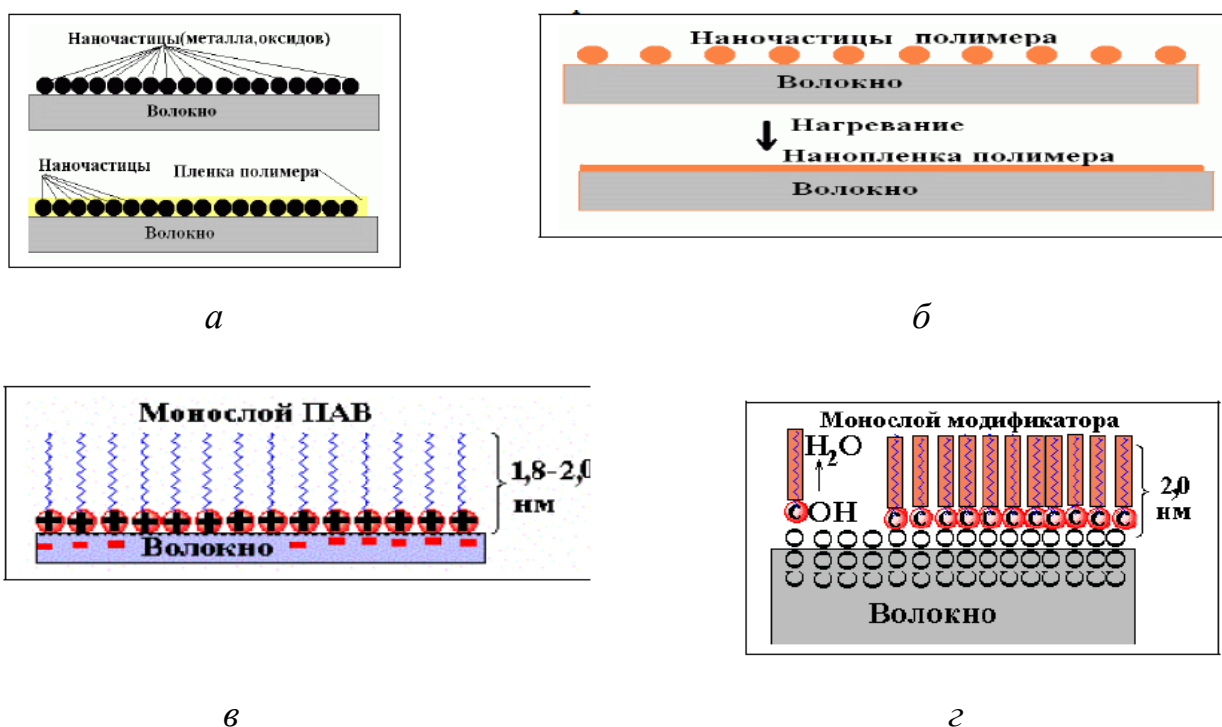 Наночастицы(металла,оксидов)
Волокно
Наночастицы Пленка полимера
Волокно
а
Наночастицы полимера
Волокно
Нагревание
Нанопленка полимера
Волокно
б
Монослой ПАВ
+ + + + + + + + + + + + + + +
1,8-2,0
нм
Волокно
в
Монослой модификатора
H₂O
2,0
нм
C OH C C C C C C C C C C
O O O O O O O O O O O O O O
O O O O O O O O O O O O O O
C C C C C C C C C C C C C C
Волокно
г